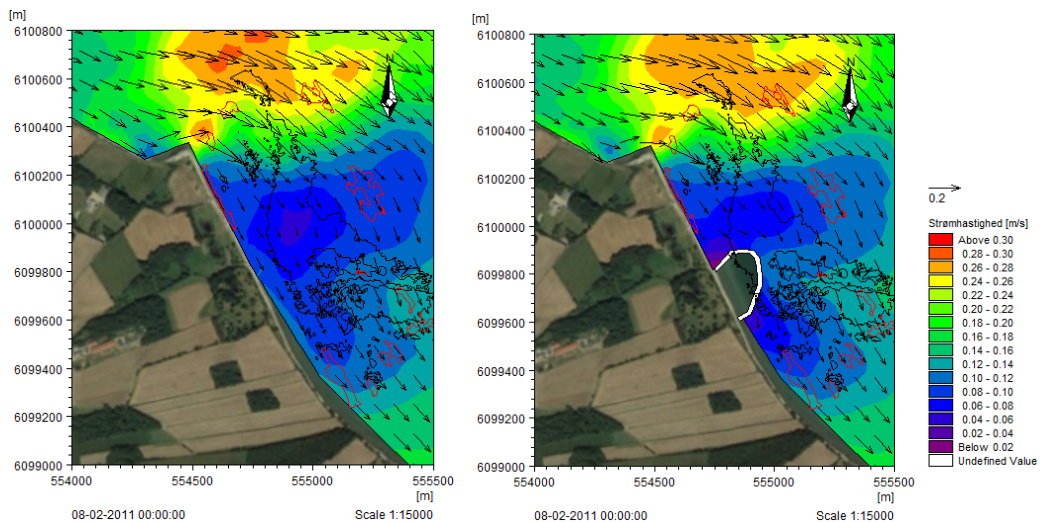 [m]
6100800
6100600
6100400
6100200
6100000
6099800
6099600
6099400
6099200
6099000
554000
554500
555000
555500
[m]
08-02-2011 00:00:00
Scale 1:15000
N
[m]
6100800
6100600
6100400
6100200
6100000
6099800
6099600
6099400
6099200
6099000
554000
554500
555000
555500
[m]
08-02-2011 00:00:00
Scale 1:15000
N
0.2
Strømhastighed [m/s]
Above 0.30
0.28 - 0.30
0.26 - 0.28
0.24 - 0.26
0.22 - 0.24
0.20 - 0.22
0.18 - 0.20
0.16 - 0.18
0.14 - 0.16
0.12 - 0.14
0.10 - 0.12
0.08 - 0.10
0.06 - 0.08
0.04 - 0.06
0.02 - 0.04
Below 0.02
Undefined Value